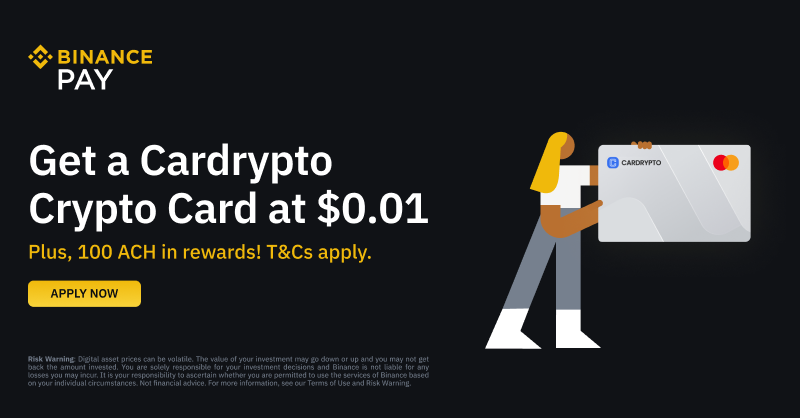 BINANCE
PAY
Get a Cardrypto
Crypto Card at $0.01
Plus, 100 ACH in rewards! T&Cs apply.
APPLY NOW
CARDRYPTO
Risk Warning: Digital asset prices can be volatile. The value of your investment may go down or up and you may not get
back the amount invested. You are solely responsible for your investment decisions and Binance is not liable for any
losses you may incur. It is your responsibility to ascertain whether you are permitted to use the services of Binance based
on your individual circumstances. Not financial advice. For more information, see our Terms of Use and Risk Warning.